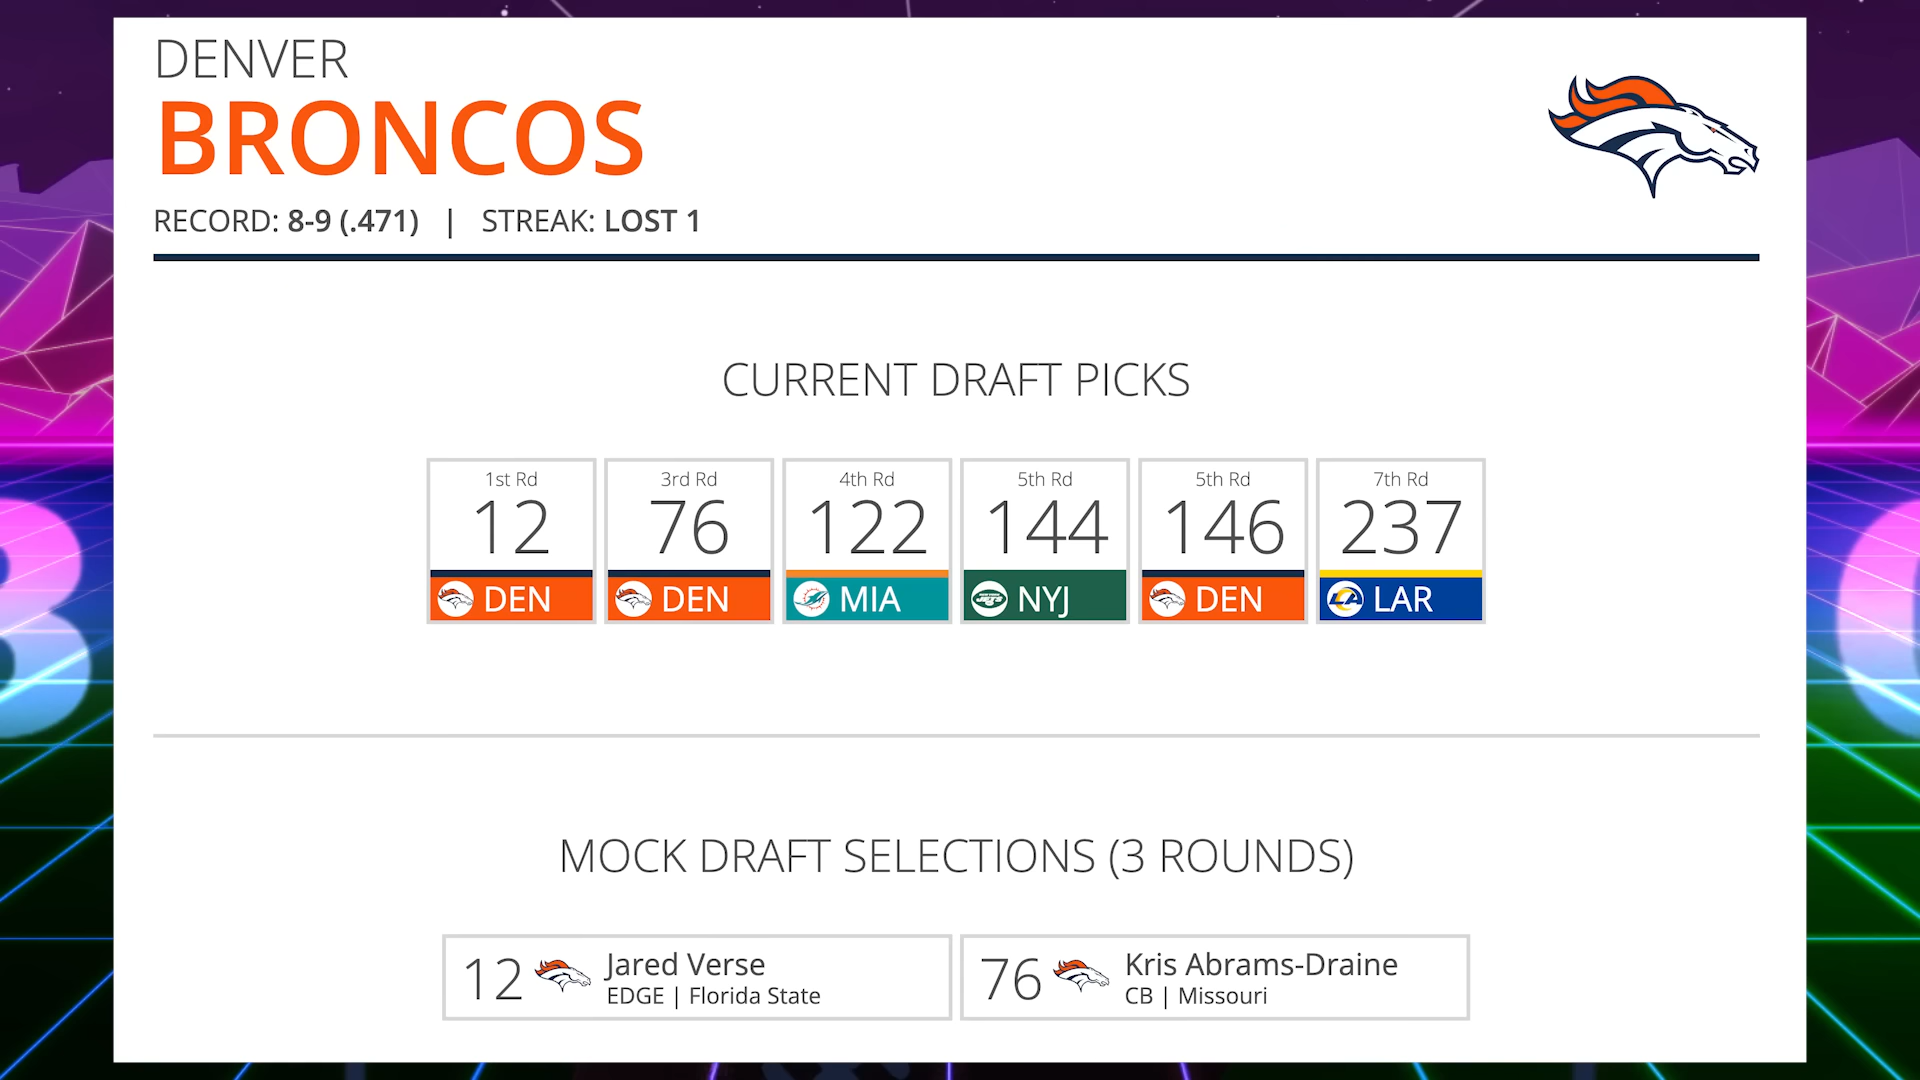 DENVER
BRONCOS
RECORD: 8-9 (.471) | STREAK: LOST 1
CURRENT DRAFT PICKS
1st Rd 3rd Rd 4th Rd 5th Rd 5th Rd 7th Rd
12 76 122 144 146 237
DEN DEN MIA NYJ DEN LAR
MOCK DRAFT SELECTIONS (3 ROUNDS)
12 Jared Verse
EDGE | Florida State
76 Kris Abrams-Draine
CB | Missouri